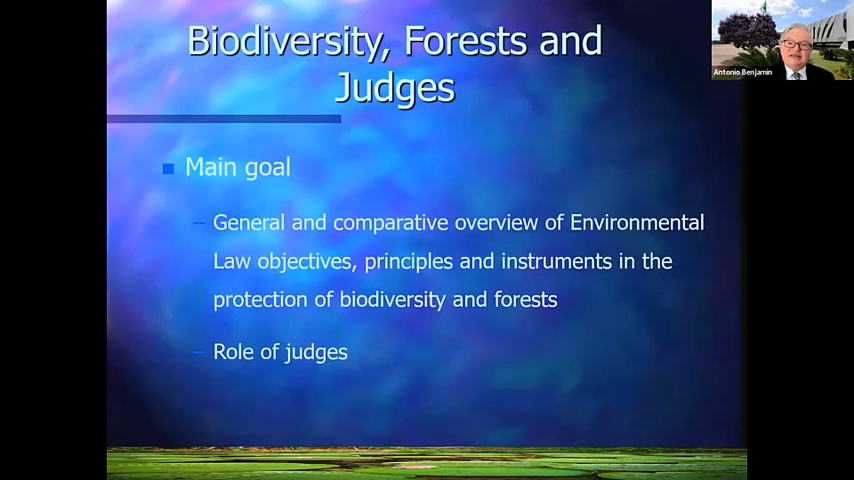 Biodiversity, Forests and
Judges
Antonio Benjamin
Main goal
– General and comparative overview of Environmental
Law objectives, principles and instruments in the
protection of biodiversity and forests
– Role of judges